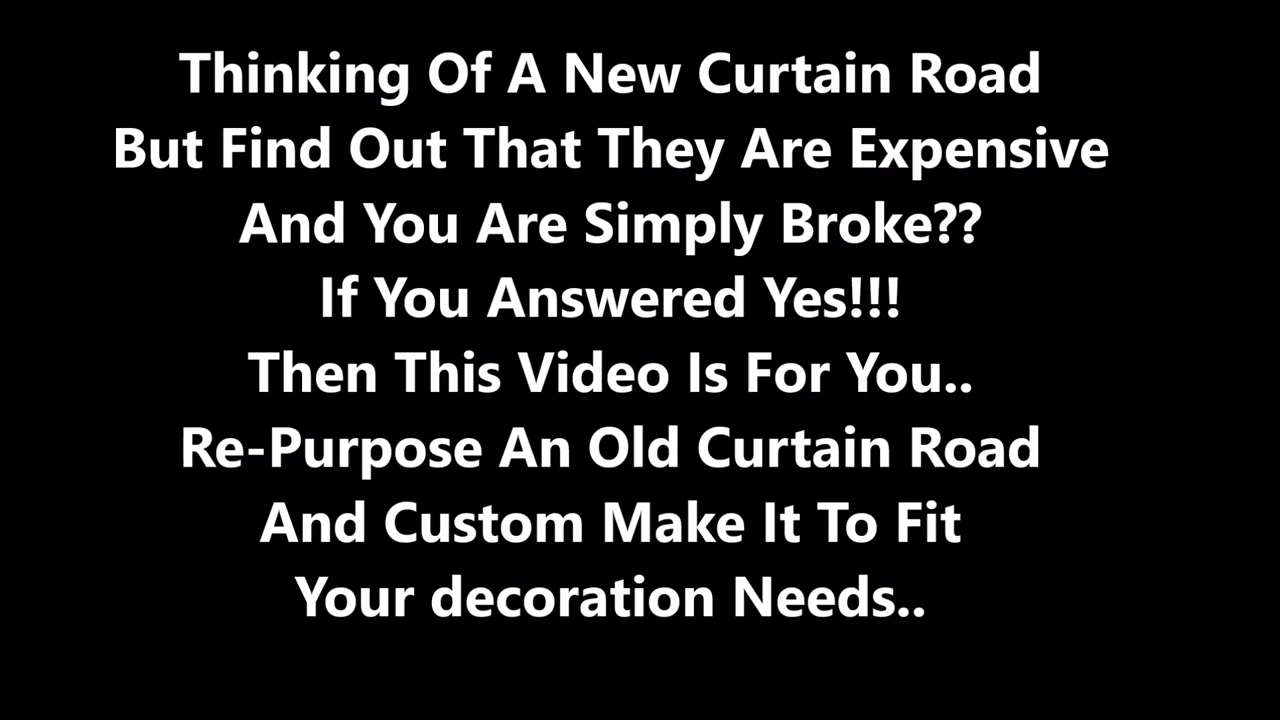 Thinking Of A New Curtain Road
But Find Out That They Are Expensive
And You Are Simply Broke??
If You Answered Yes!!!
Then This Video Is For You..
Re-Purpose An Old Curtain Road
And Custom Make It To Fit
Your decoration Needs..